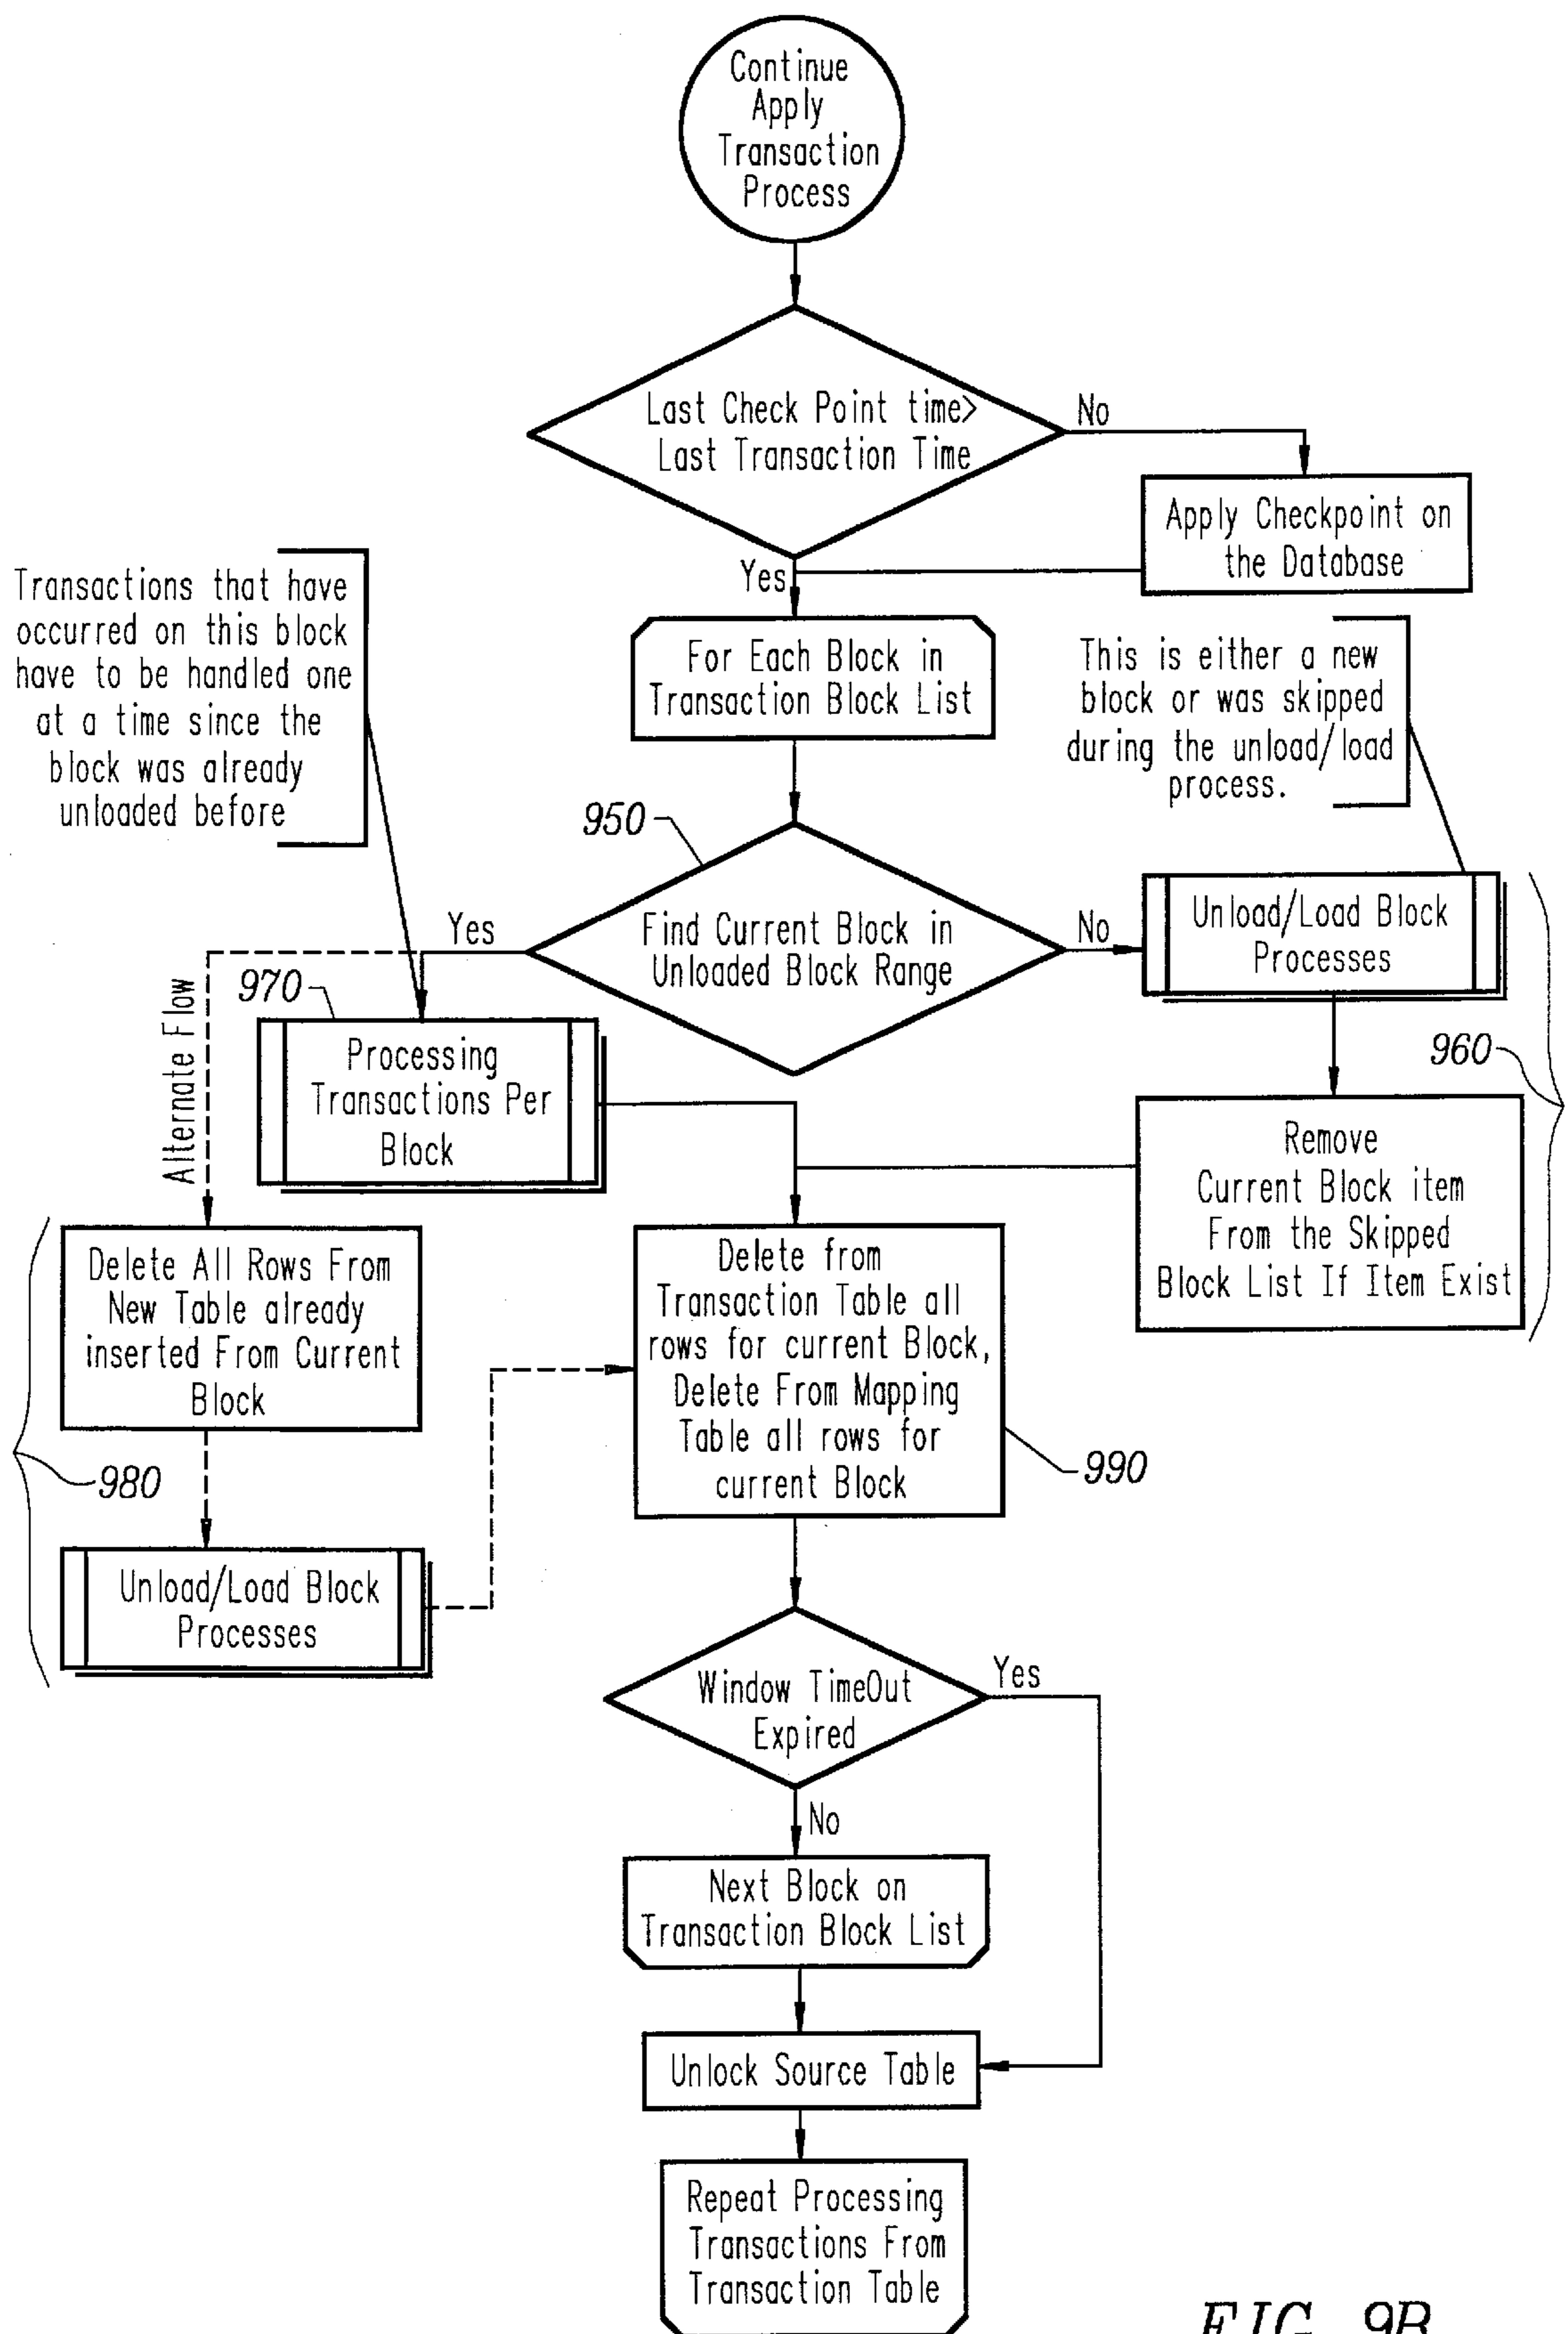 Continue
Apply
Transaction
Process
Last Check Point time>
Last Transaction Time
No
Yes
Apply Checkpoint on
the Database
Transactions that have
occurred on this block
have to be handled one
at a time since the
block was already
unloaded before
For Each Block in
Transaction Block List
This is either a new
block or was skipped
during the unload/load
process.
950
Find Current Block in
Unloaded Block Range
Yes
No
Unload/Load Block
Processes
960
Alternate Flow
970
Processing
Transactions Per
Block
Remove
Current Block item
From the Skipped
Block List If Item Exist
Delete All Rows From
New Table already
inserted From Current
Block
980
Unload/Load Block
Processes
Delete from
Transaction Table all
rows for current Block,
Delete From Mapping
Table all rows for
current Block
990
Window TimeOut
Expired
Yes
No
Next Block on
Transaction Block List
Unlock Source Table
Repeat Processing
Transactions From
Transaction Table
FIG. 9B